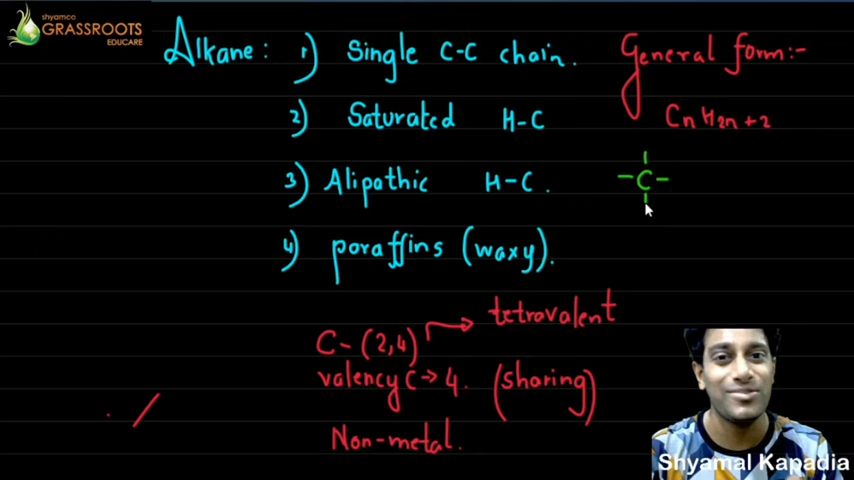 shyamco
GRASSROOTS
EDUCARE
Alkane: 1) Single C-C chain.
General form:-
2) Saturated H-C
CnH2n+2
3) Alipathic H-C.
-C-
4) poraffins (waxy).
C-(2,4) → tetravalent
valency C→4. (sharing)
Non-metal.
Shyamal Kapadia